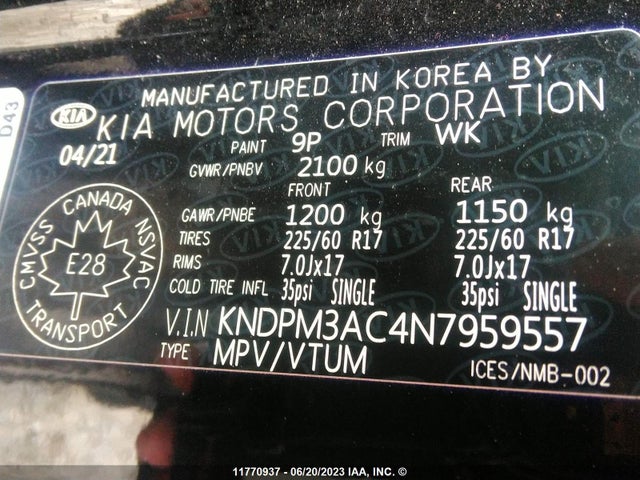 D43
MANUFACTURED IN KOREA BY
KIA KIA MOTORS CORPORATION
04/21 PAINT 9P TRIM WK
GVWR/PNBV 2100 kg
FRONT REAR
GAWR/PNBE 1200 kg 1150 kg
TIRES 225/60 R17 225/60 R17
RIMS 7.0Jx17 7.0Jx17
COLD TIRE INFL 35psi SINGLE 35psi SINGLE
V.I.N KNDPM3AC4N7959557
TYPE MPV/VTUM
ICES/NMB-002
CANADA
CMVSS NSVAC
E28
TRANSPORT
11770937 - 06/20/2023 IAA, INC. ©